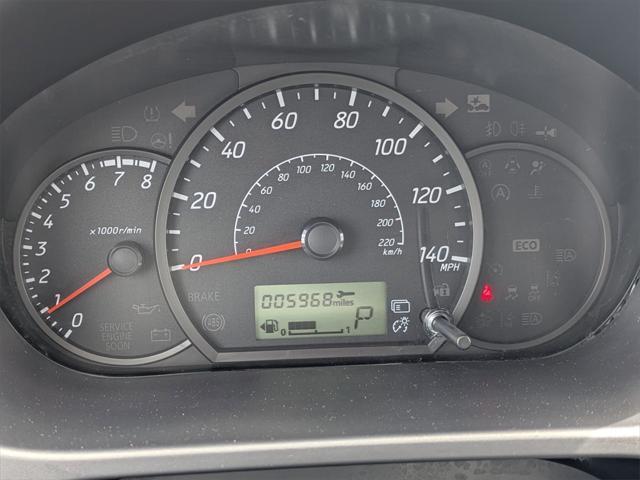 0 1 2 3 4 5 6 7 8
x1000r/min
SERVICE
ENGINE
SOON
0 20 40 60 80 100 120 140
MPH
0 20 40 60 80 100 120 140 160 180 200 220
km/h
BRAKE
(ABS)
005968 miles
0 1
P
ECO
OFF